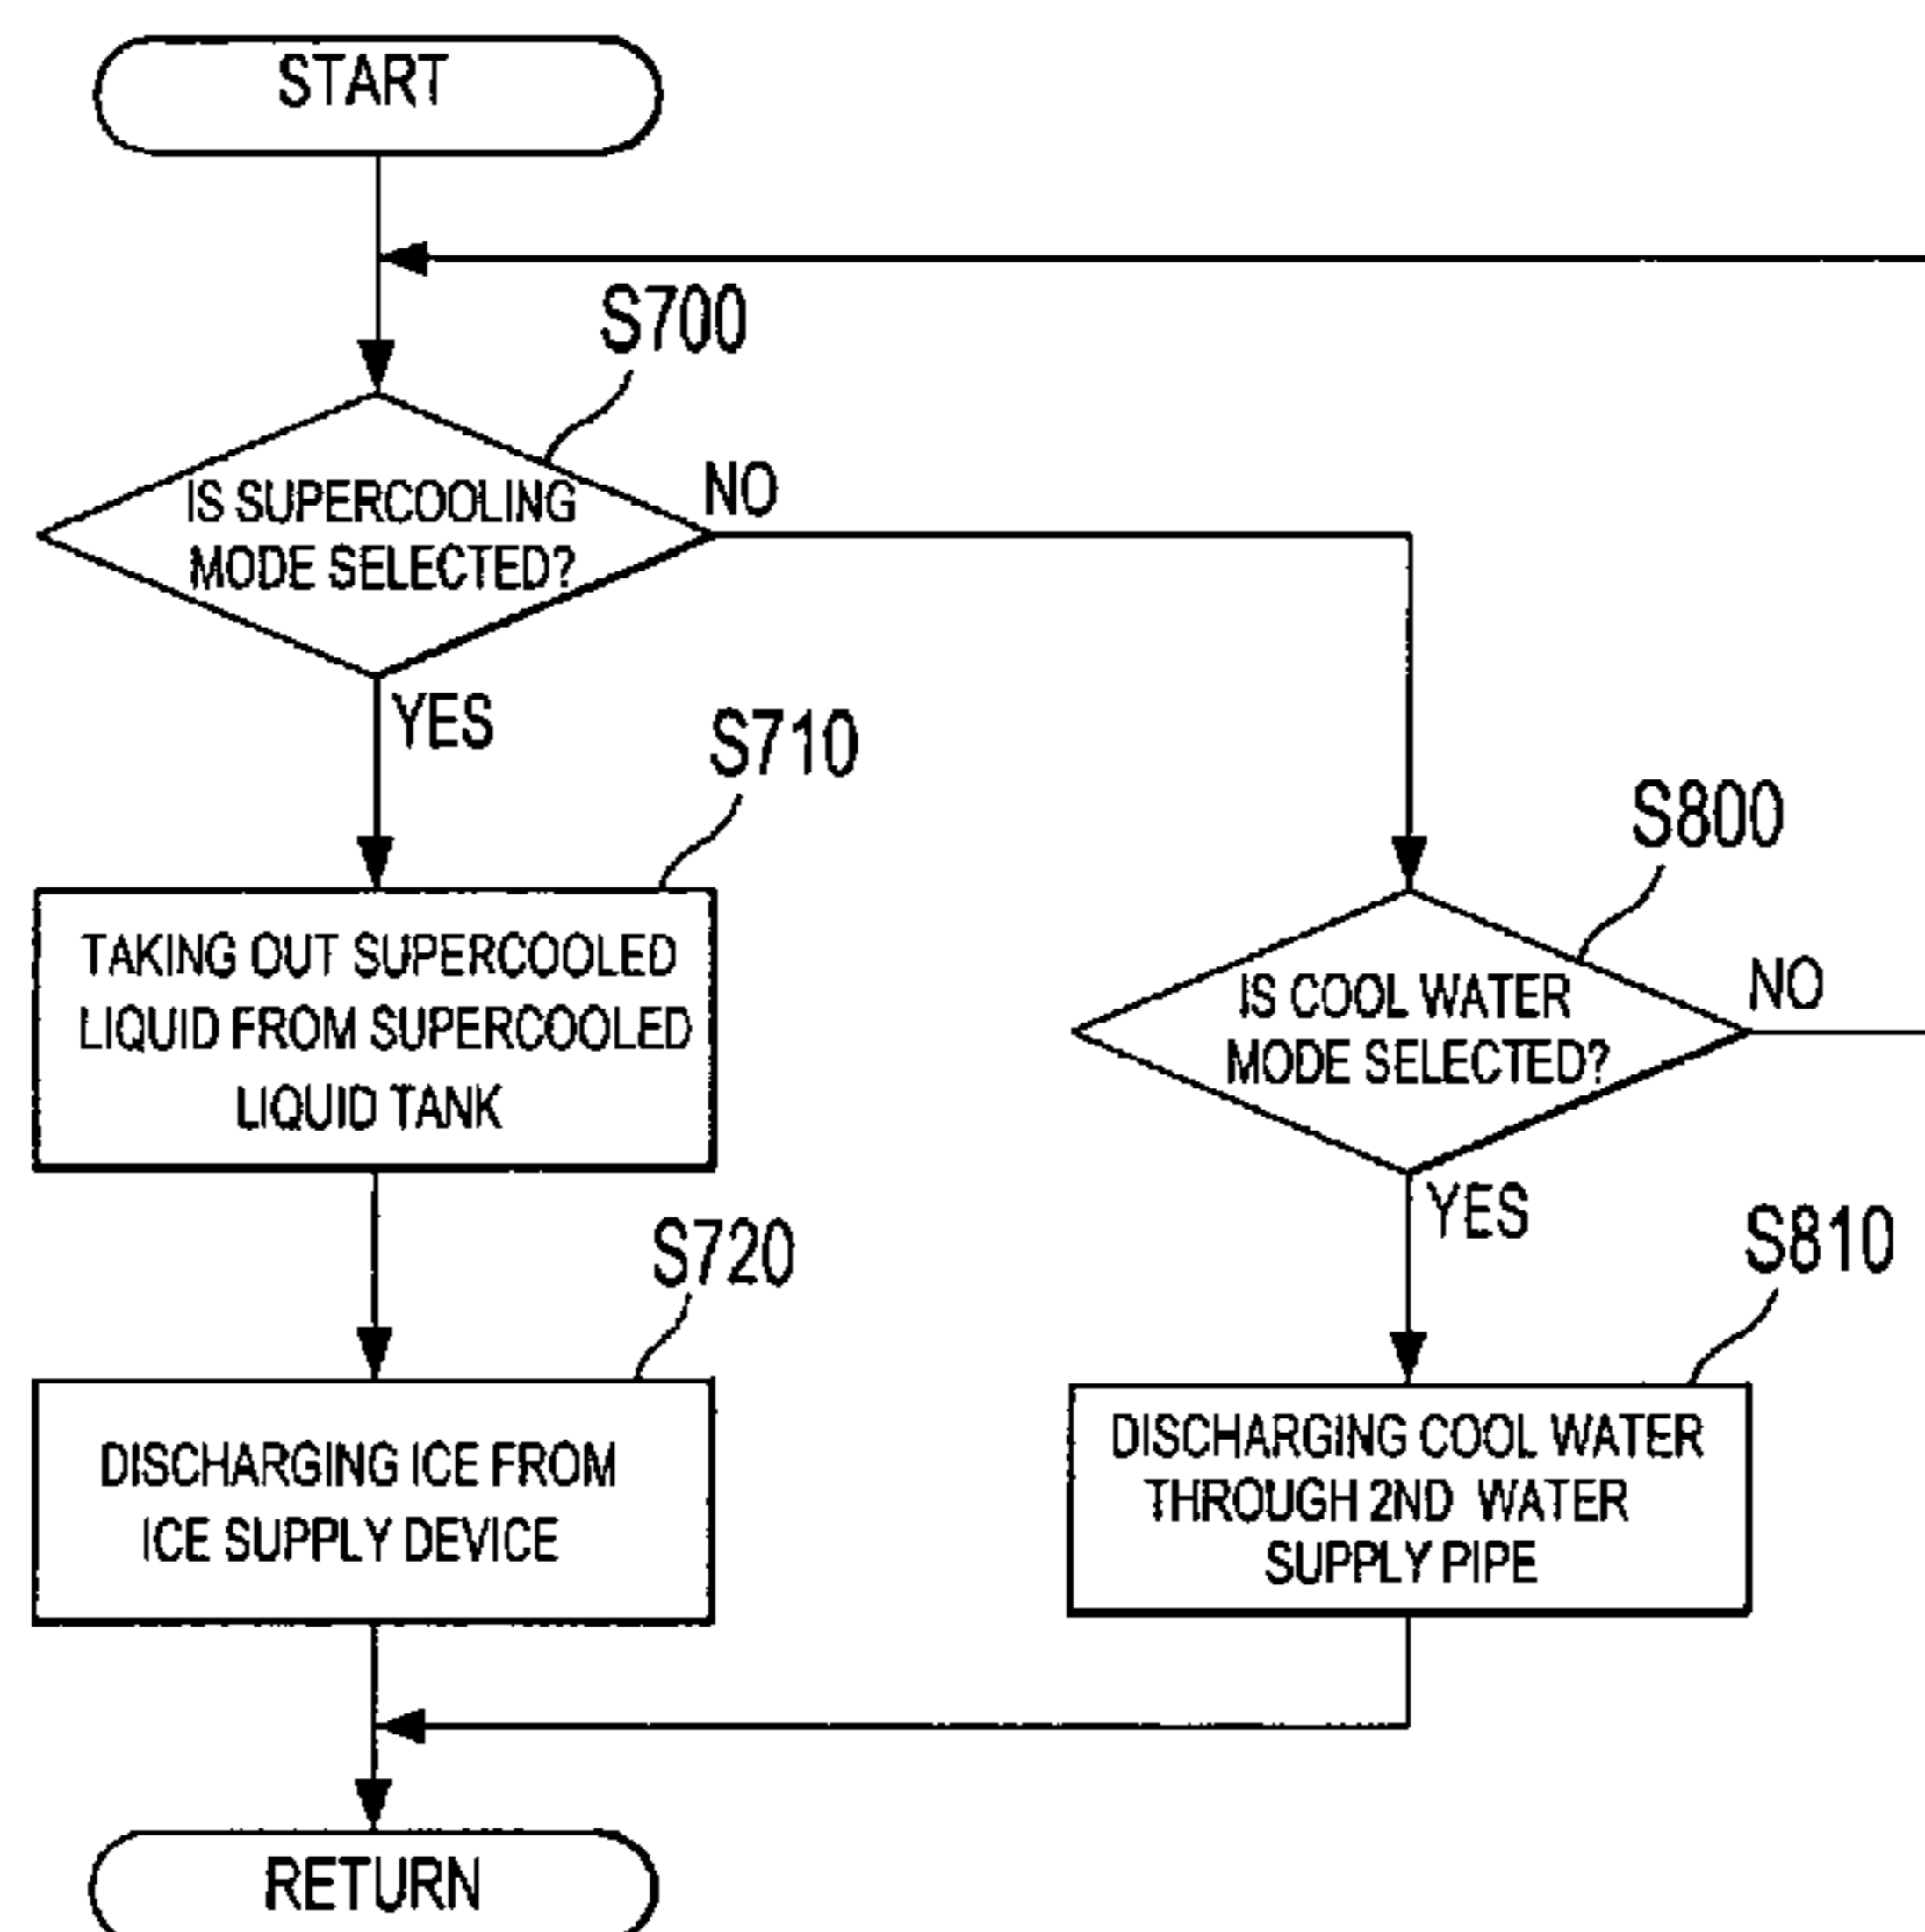 START
S700
IS SUPERCOOLING
MODE SELECTED?
NO
YES
S710
TAKING OUT SUPERCOOLED
LIQUID FROM SUPERCOOLED
LIQUID TANK
S800
IS COOL WATER
MODE SELECTED?
NO
YES
S720
DISCHARGING ICE FROM
ICE SUPPLY DEVICE
S810
DISCHARGING COOL WATER
THROUGH 2ND WATER
SUPPLY PIPE
RETURN